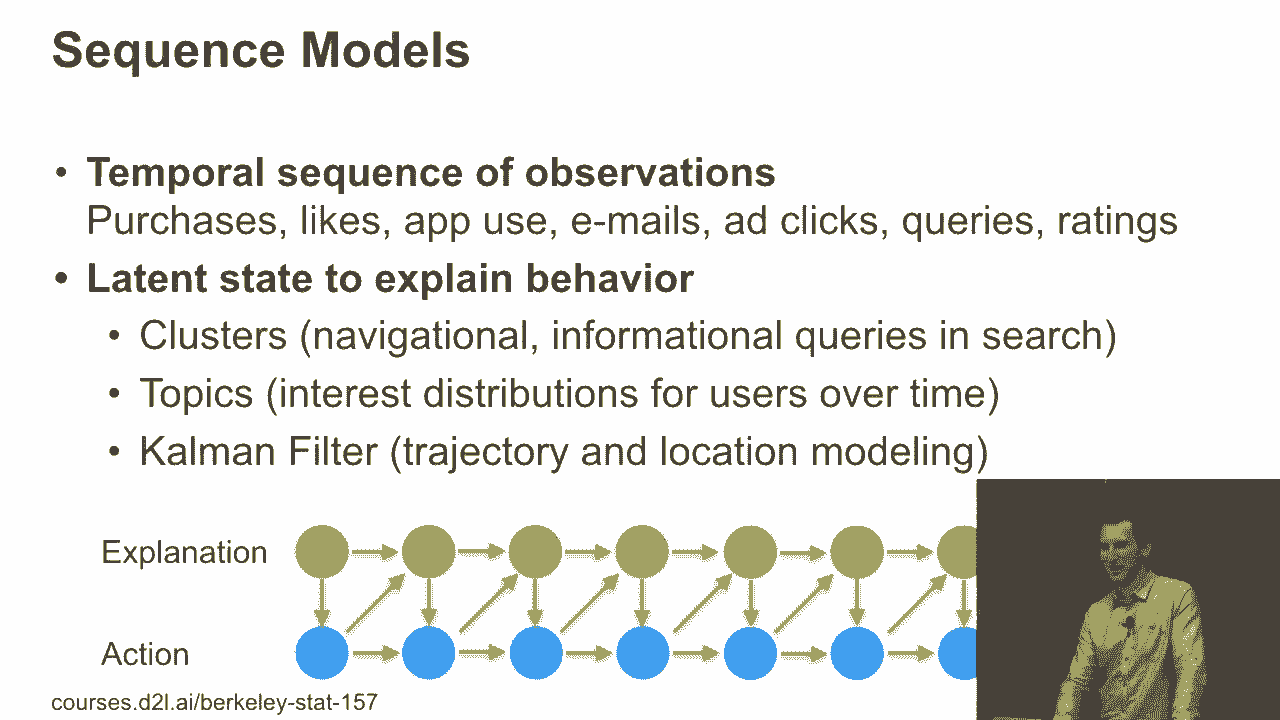 Sequence Models
• Temporal sequence of observations
Purchases, likes, app use, e-mails, ad clicks, queries, ratings
• Latent state to explain behavior
• Clusters (navigational, informational queries in search)
• Topics (interest distributions for users over time)
• Kalman Filter (trajectory and location modeling)
Explanation
Action
courses.d2l.ai/berkeley-stat-157